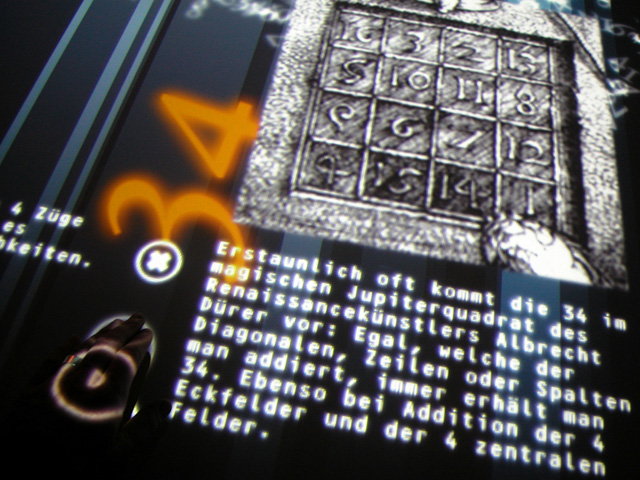 16 3 2 13
5 10 11 8
9 6 7 12
4 15 14 1
34
4 Züge
es
keiten.
Erstaunlich oft kommt die 34 im
magischen Jupiterquadrat des
Renaissancekünstlers Albrecht
Dürer vor: Egal, welche der
Diagonalen, Zeilen oder Spalten
man addiert, immer erhält man
34. Ebenso bei Addition der 4
Eckfelder und der 4 zentralen
Felder.